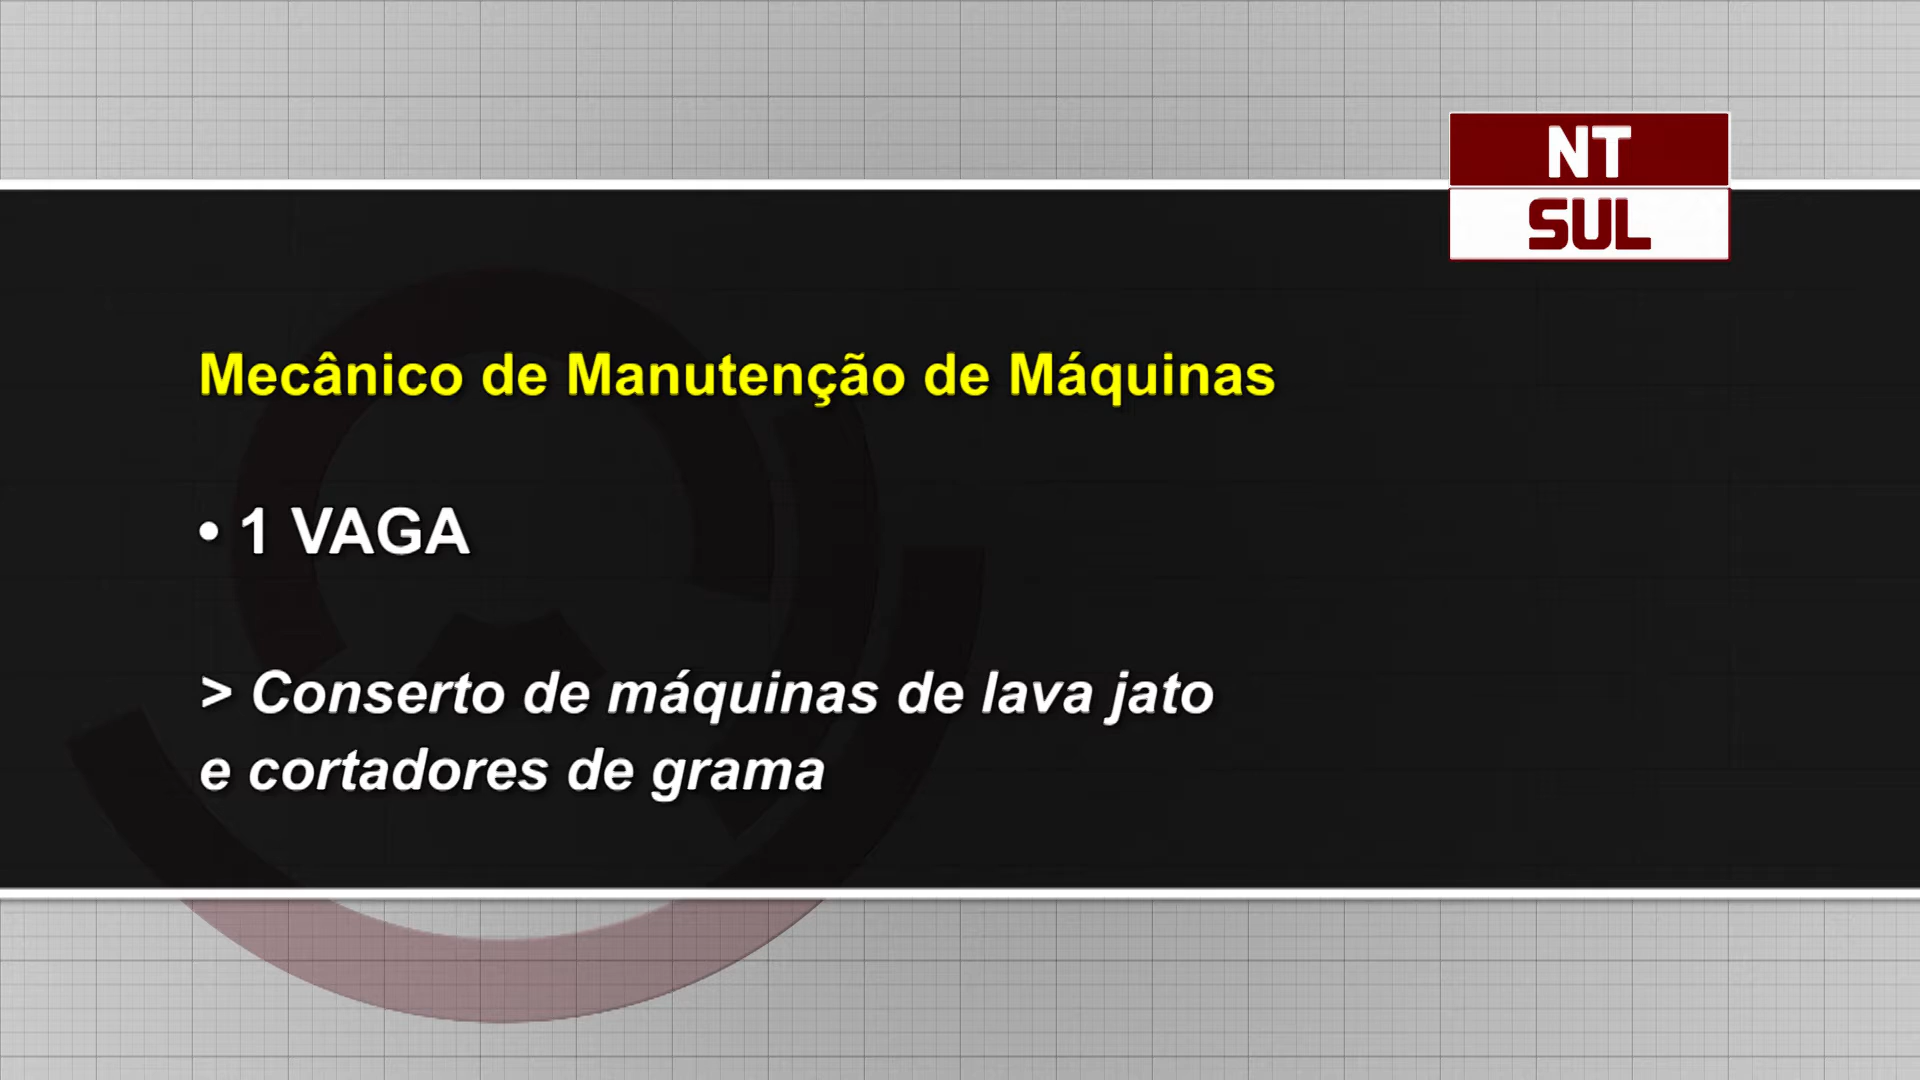 NT
SUL
Mecânico de Manutenção de Máquinas
• 1 VAGA
> Conserto de máquinas de lava jato
e cortadores de grama